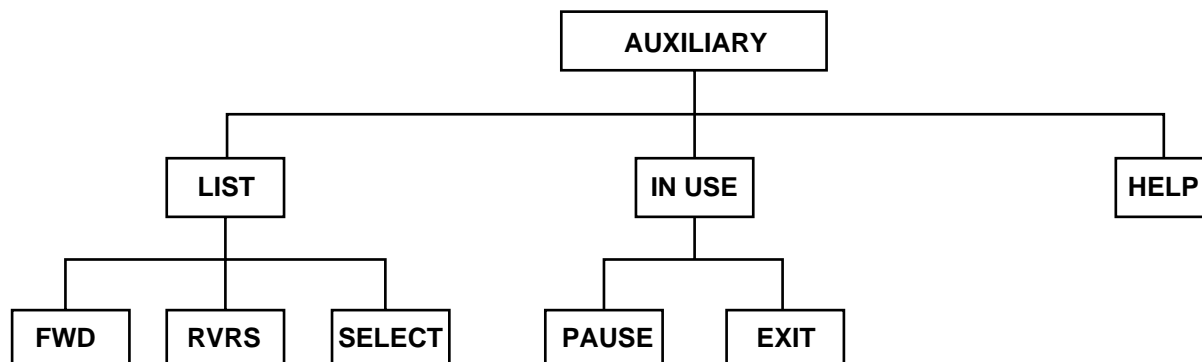 AUXILIARY
LIST
IN USE
HELP
FWD
RVRS
SELECT
PAUSE
EXIT